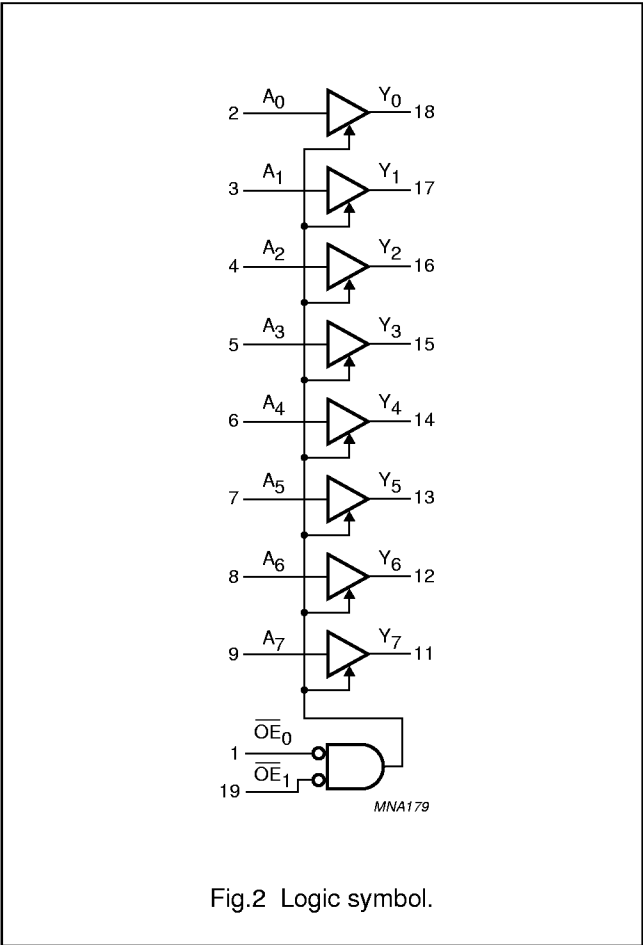 2 A0 Y0 18
3 A1 Y1 17
4 A2 Y2 16
5 A3 Y3 15
6 A4 Y4 14
7 A5 Y5 13
8 A6 Y6 12
9 A7 Y7 11
1 O̅E̅0
19 O̅E̅1
MNA179
Fig.2 Logic symbol.